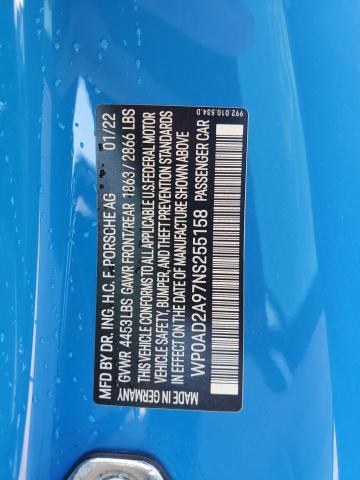 992.010.534.0
MFD BY DR. ING. H.C. F. PORSCHE AG 01/22
GVWR 4453 LBS GAWR FRONT/REAR 1863 / 2866 LBS
THIS VEHICLE CONFORMS TO ALL APPLICABLE U.S. FEDERAL MOTOR
VEHICLE SAFETY, BUMPER, AND THEFT PREVENTION STANDARDS
IN EFFECT ON THE DATE OF MANUFACTURE SHOWN ABOVE
WP0AD2A97NS255158 PASSENGER CAR
MADE IN GERMANY